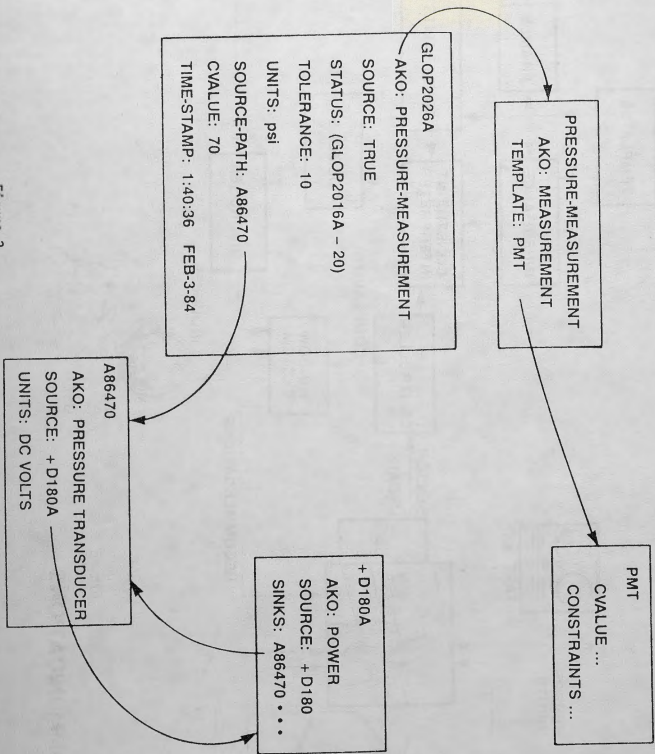 PRESSURE-MEASUREMENT
AKO: MEASUREMENT
TEMPLATE: PMT
PMT
CVALUE ...
CONSTRAINTS ...
GLOP2026A
AKO: PRESSURE-MEASUREMENT
SOURCE: TRUE
STATUS: (GLOP2016A – 20)
TOLERANCE: 10
UNITS: psi
SOURCE-PATH: A86470
CVALUE: 70
TIME-STAMP: 1:40:36 FEB-3-84
+ D180A
AKO: POWER
SOURCE: + D180
SINKS: A86470 • • •
A86470
AKO: PRESSURE TRANSDUCER
SOURCE: + D180A
UNITS: DC VOLTS